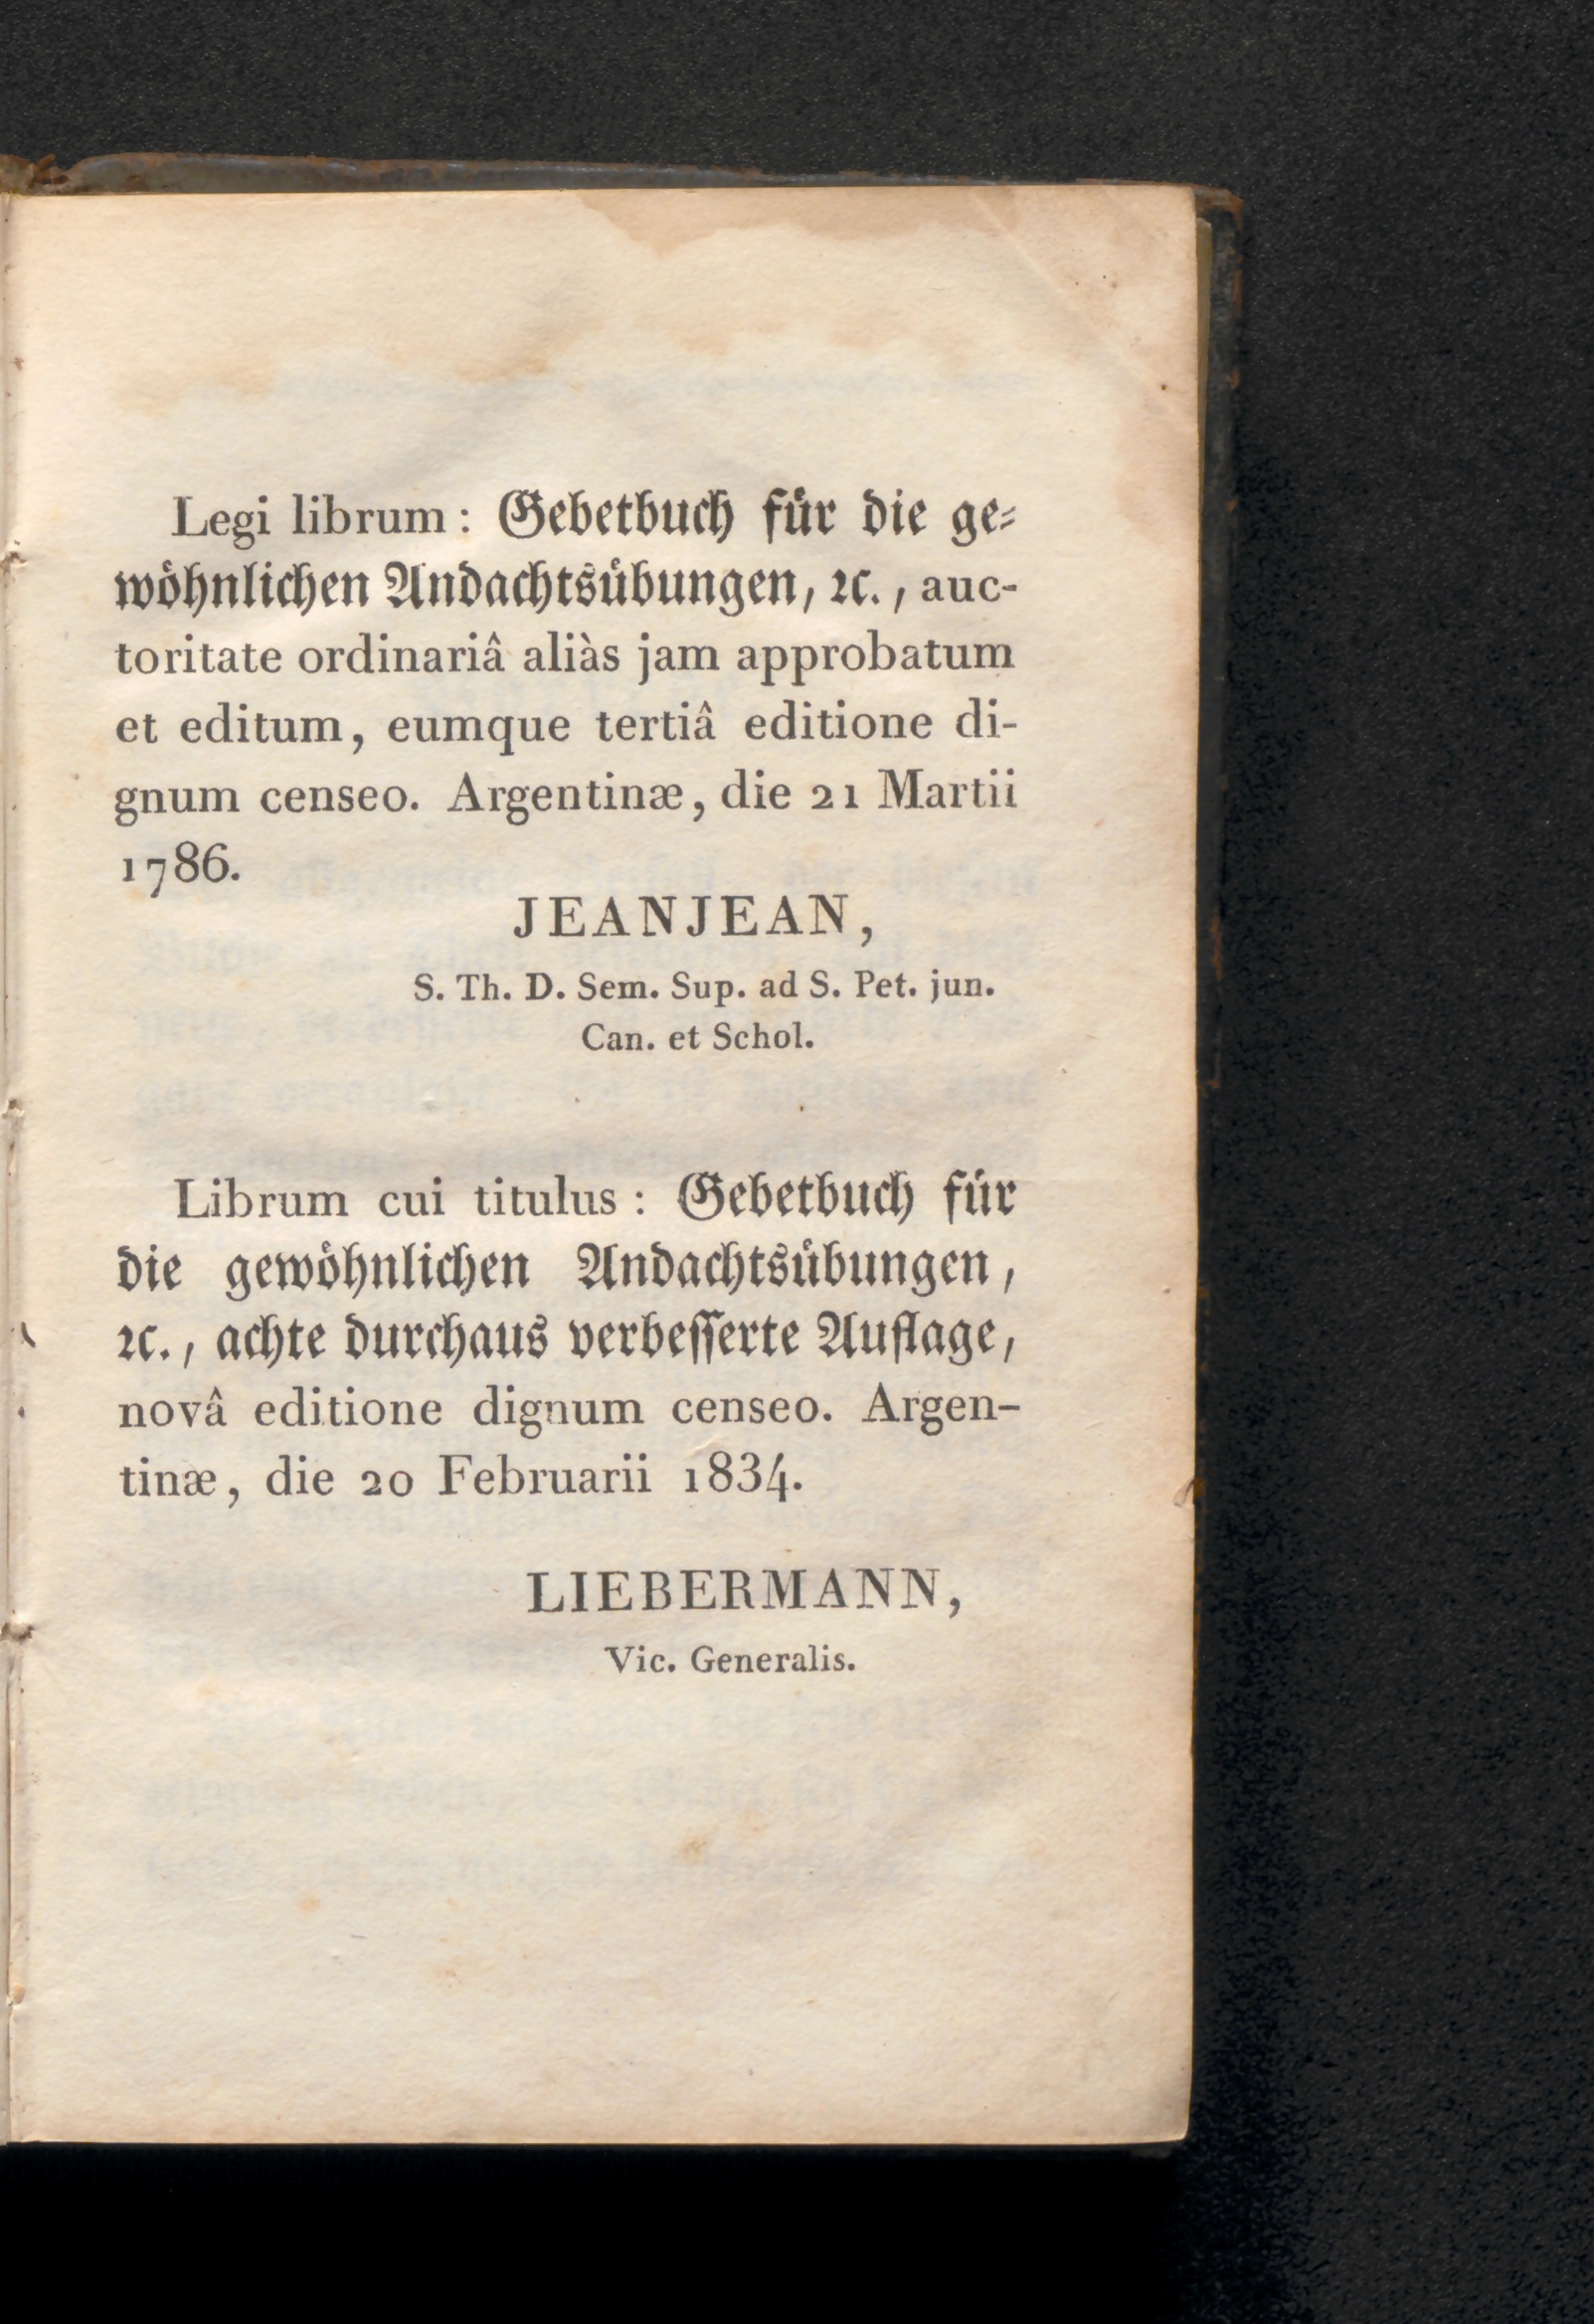 Legi librum : Gebetbuch für die ge-
wöhnlichen Andachtsübungen, ꝛc., auc-
toritate ordinariâ aliàs jam approbatum
et editum, eumque tertiâ editione di-
gnum censeo. Argentinæ, die 21 Martii
1786.
JEANJEAN,
S. Th. D. Sem. Sup. ad S. Pet. jun.
Can. et Schol.
Librum cui titulus : Gebetbuch für
die gewöhnlichen Andachtsübungen,
ꝛc., achte durchaus verbesserte Auflage,
novâ editione dignum censeo. Argen-
tinæ, die 20 Februarii 1834.
LIEBERMANN,
Vic. Generalis.